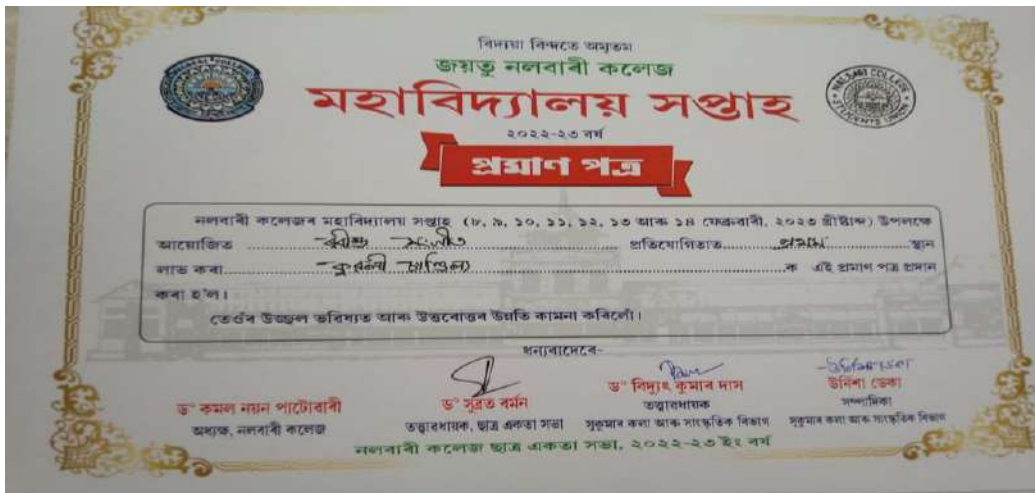 বিদ্যয়া বিন্দতে অমৃতম
জয়তু নলবাৰী কলেজ
মহাবিদ্যালয় সপ্তাহ
২০২২-২৩ বৰ্ষ
প্ৰমাণ পত্ৰ
নলবাৰী কলেজৰ মহাবিদ্যালয় সপ্তাহ (৮, ৯, ১০, ১১, ১২, ১৩ আৰু ১৪ ফেব্ৰুৱাৰী, ২০২৩ খ্ৰীষ্টাব্দ) উপলক্ষে
আয়োজিত ৰবীন্দ্ৰ সংগীত প্ৰতিযোগিতাত প্ৰথম স্থান
লাভ কৰা ক এই প্ৰমাণ পত্ৰ প্ৰদান
কৰা হ'ল।
তেওঁৰ উজ্জ্বল ভৱিষ্যত আৰু উত্তৰোত্তৰ উন্নতি কামনা কৰিলোঁ।
ধন্যবাদেৰে-
ড° কমল নয়ন পাটোৱাৰী
অধ্যক্ষ, নলবাৰী কলেজ
ড° সুব্ৰত বৰ্মন
তত্ত্বাৱধায়ক, ছাত্ৰ একতা সভা
ড° বিদ্যুৎ কুমাৰ দাস
তত্ত্বাৱধায়ক
সুকুমাৰ কলা আৰু সাংস্কৃতিক বিভাগ
উৰ্নিশা ডেকা
সম্পাদিকা
সুকুমাৰ কলা আৰু সাংস্কৃতিক বিভাগ
নলবাৰী কলেজ ছাত্ৰ একতা সভা, ২০২২-২৩ ইং বৰ্ষ
NALBARI COLLEGE
STUDENTS UNION